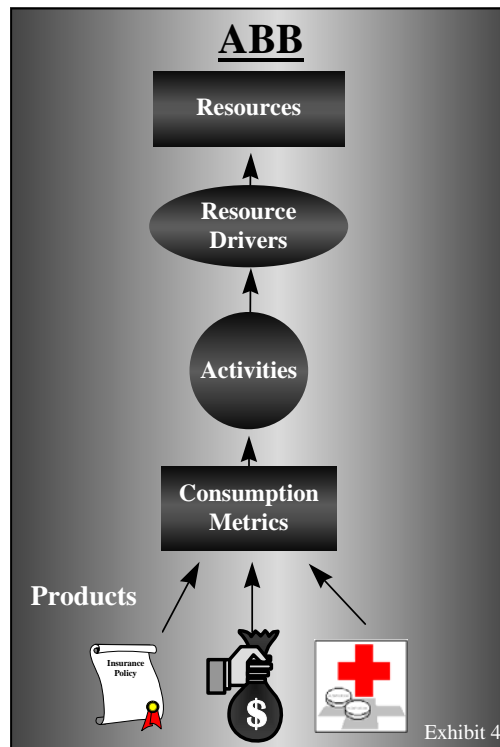 ABB
Resources
Resource
Drivers
Activities
Consumption
Metrics
Products
Insurance
Policy
$
Exhibit 4